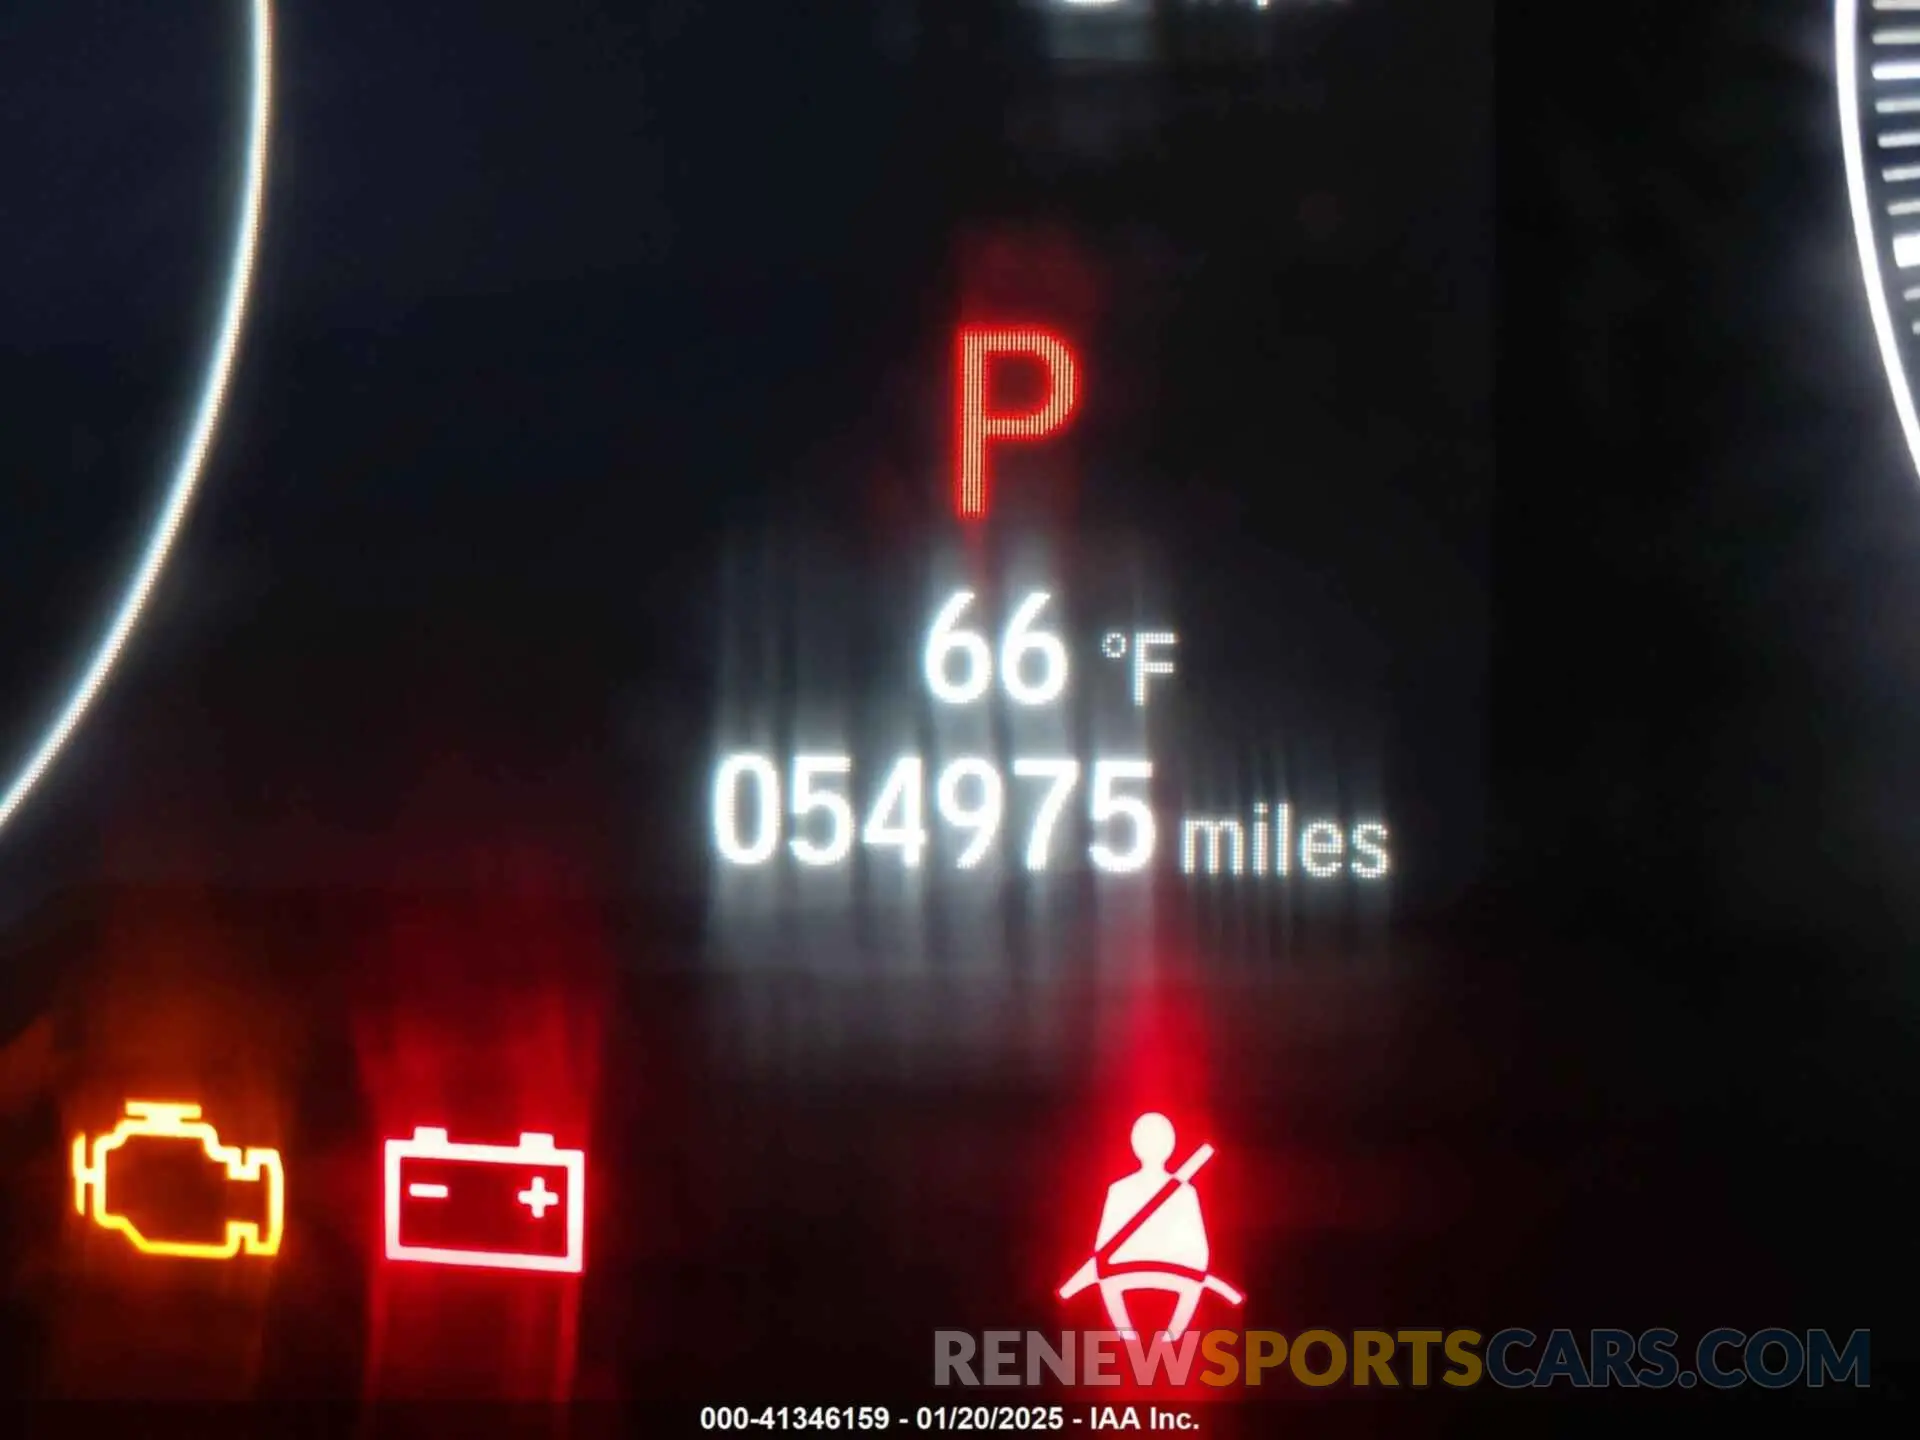 P
66 °F
054975 miles
RENEWSPORTSCARS.COM
000-41346159 - 01/20/2025 - IAA Inc.